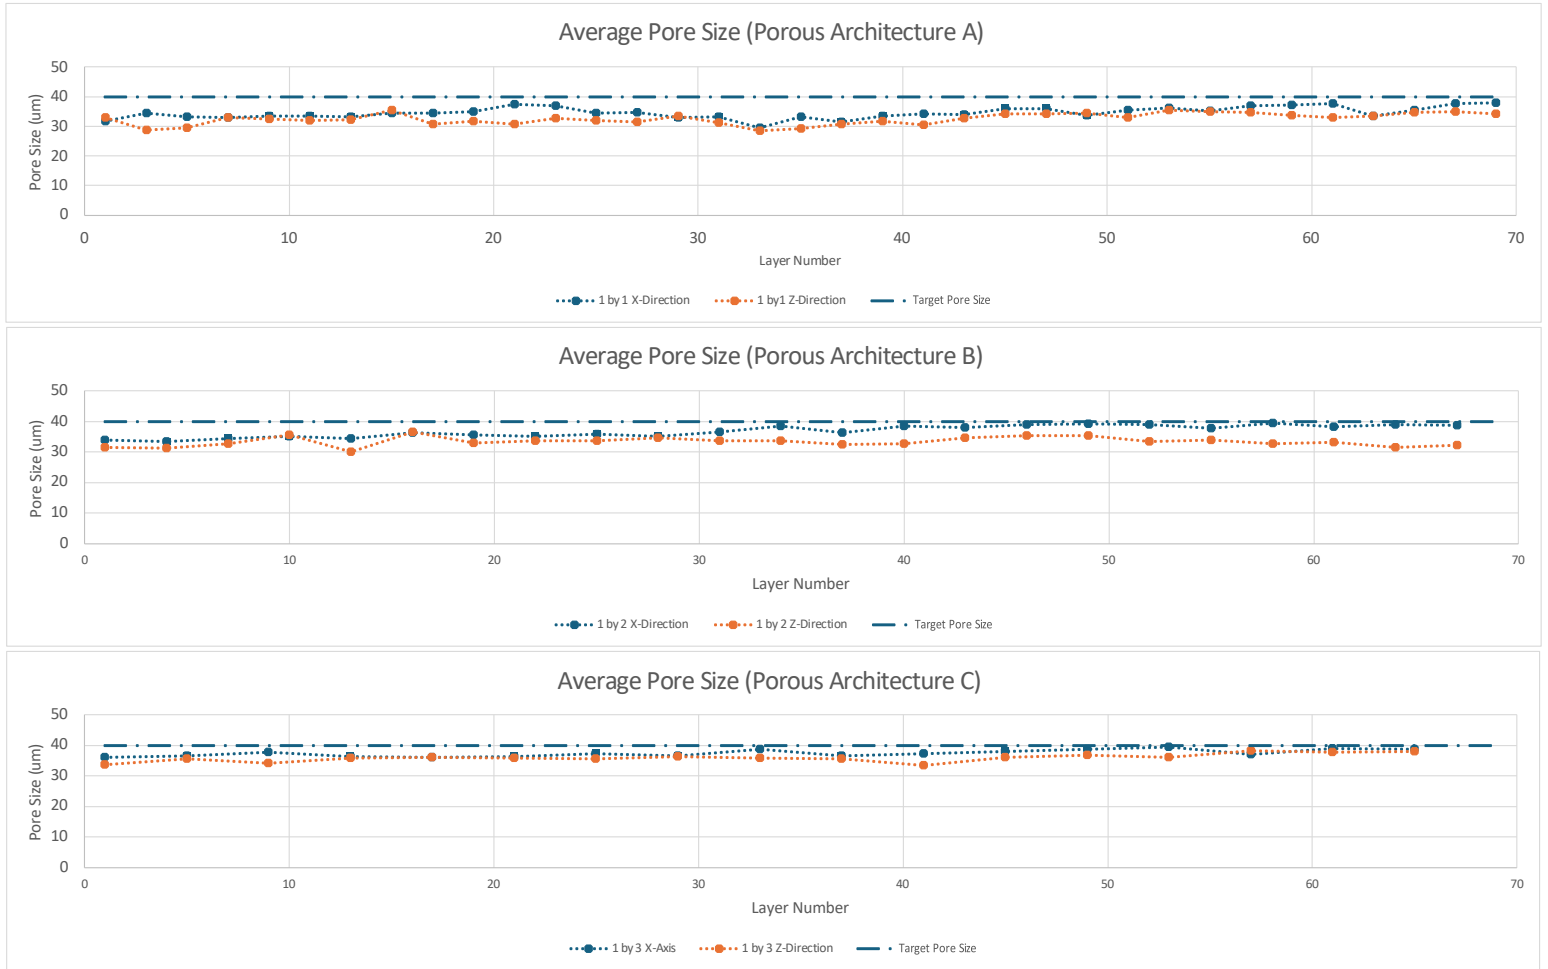 Average Pore Size (Porous Architecture A)
50
40
30
20
10
0
Pore Size (um)
0 10 20 30 40 50 60 70
Layer Number
1 by 1 X-Direction 1 by1 Z-Direction Target Pore Size
Average Pore Size (Porous Architecture B)
50
40
30
20
10
0
Pore Size (um)
0 10 20 30 40 50 60 70
Layer Number
1 by 2 X-Direction 1 by 2 Z-Direction Target Pore Size
Average Pore Size (Porous Architecture C)
50
40
30
20
10
0
Pore Size (um)
0 10 20 30 40 50 60 70
Layer Number
1 by 3 X-Axis 1 by 3 Z-Direction Target Pore Size